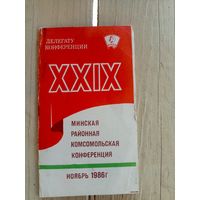 ДЕЛЕГАТУ
КОНФЕРЕНЦИИ
XXIX
МИНСКАЯ
РАЙОННАЯ
КОМСОМОЛЬСКАЯ
КОНФЕРЕНЦИЯ
НОЯБРЬ 1986г